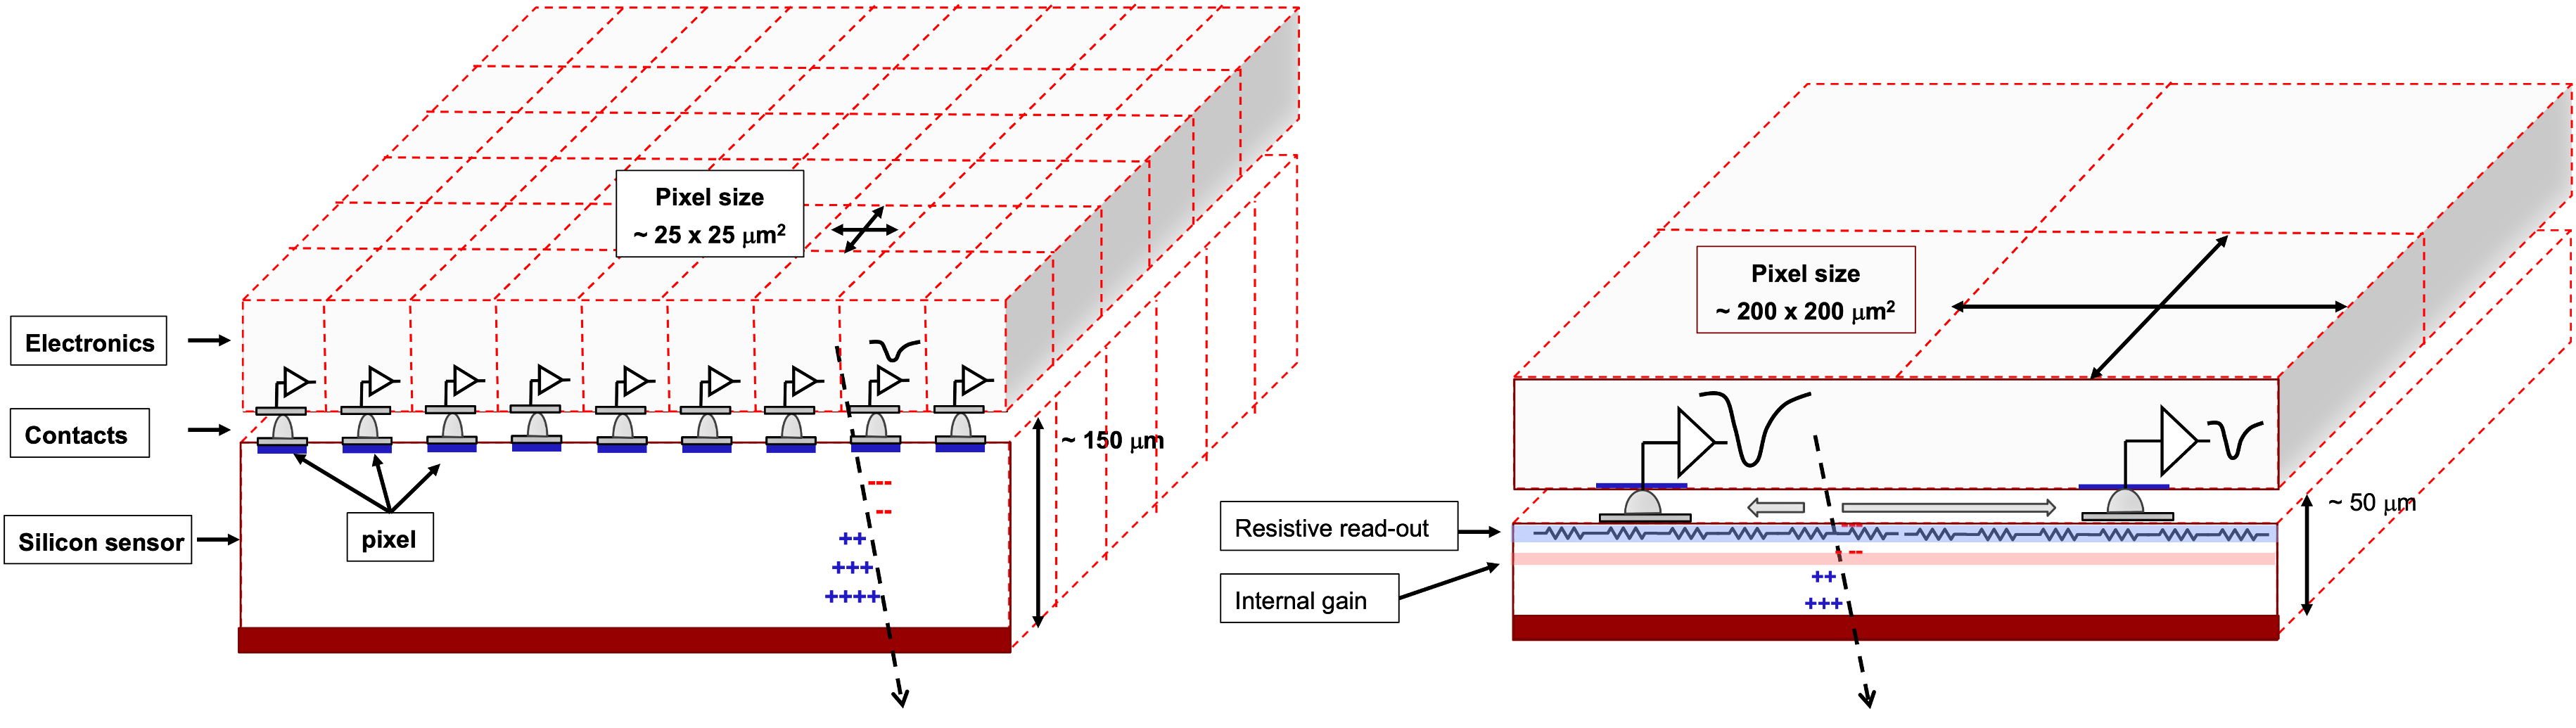 Pixel size
~ 25 x 25 μm²
Electronics
Contacts
~ 150 μm
pixel
Silicon sensor
---
--
++
+++
++++
Pixel size
~ 200 x 200 μm²
~ 50 μm
Resistive read-out
Internal gain
---
--
++
+++